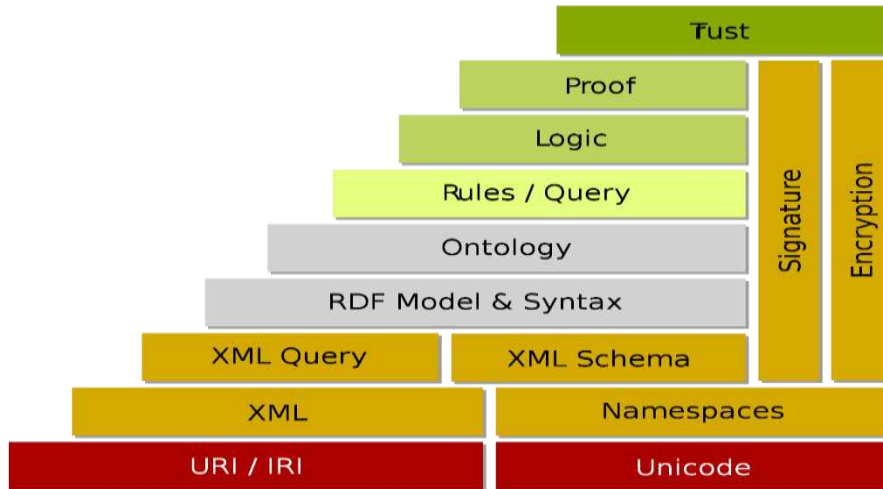 Trust
Proof
Logic
Rules / Query
Ontology
RDF Model & Syntax
XML Query
XML Schema
Signature
Encryption
XML
Namespaces
URI / IRI
Unicode